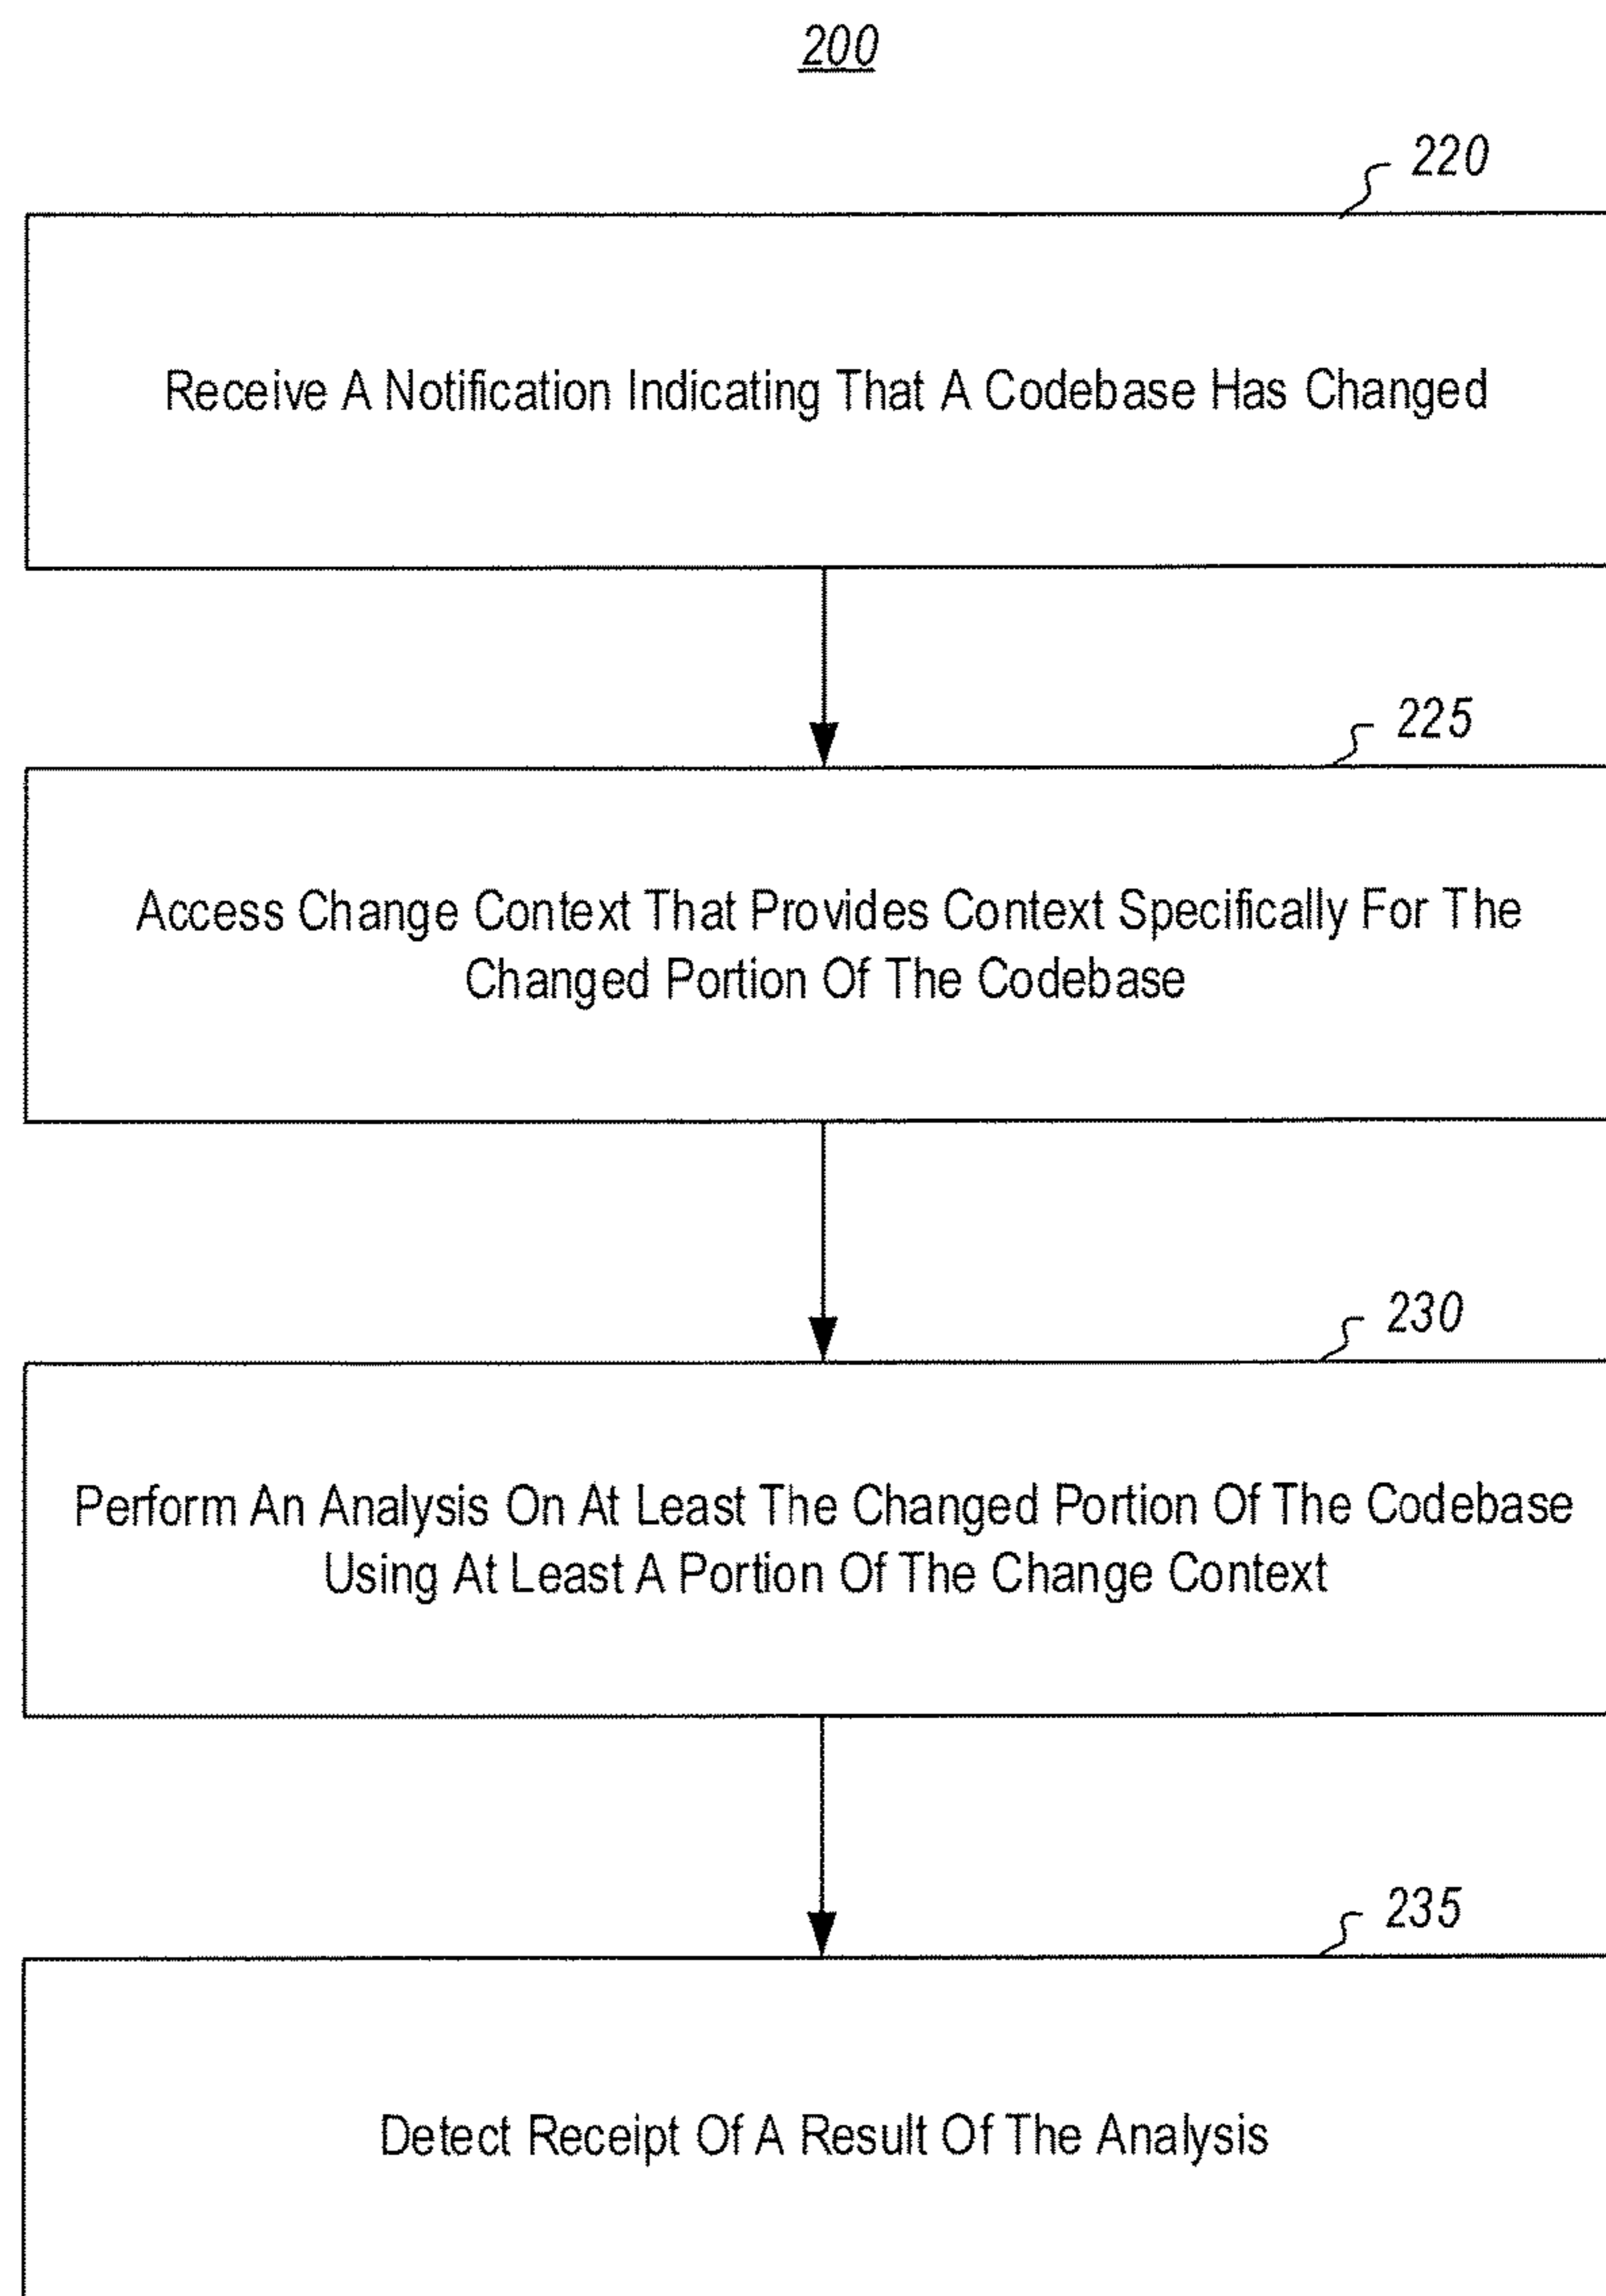 200
220
Receive A Notification Indicating That A Codebase Has Changed
225
Access Change Context That Provides Context Specifically For The
Changed Portion Of The Codebase
230
Perform An Analysis On At Least The Changed Portion Of The Codebase
Using At Least A Portion Of The Change Context
235
Detect Receipt Of A Result Of The Analysis